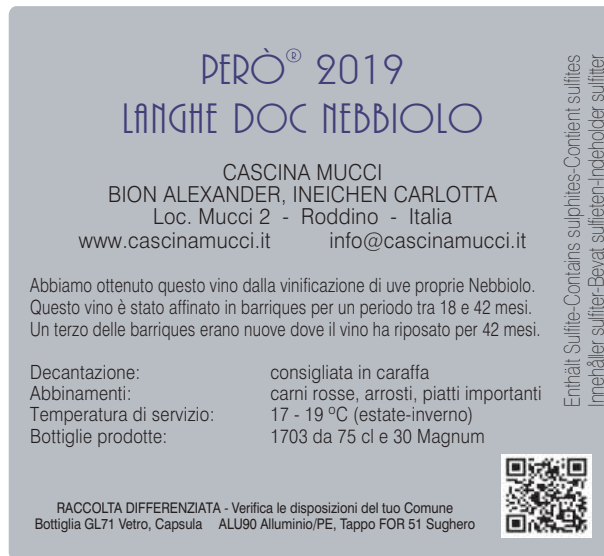 PERÒ® 2019
LANGHE DOC NEBBIOLO
CASCINA MUCCI
BION ALEXANDER, INEICHEN CARLOTTA
Loc. Mucci 2 - Roddino - Italia
www.cascinamucci.it info@cascinamucci.it
Abbiamo ottenuto questo vino dalla vinificazione di uve proprie Nebbiolo.
Questo vino è stato affinato in barriques per un periodo tra 18 e 42 mesi.
Un terzo delle barriques erano nuove dove il vino ha riposato per 42 mesi.
Decantazione: consigliata in caraffa
Abbinamenti: carni rosse, arrosti, piatti importanti
Temperatura di servizio: 17 - 19 ºC (estate-inverno)
Bottiglie prodotte: 1703 da 75 cl e 30 Magnum
RACCOLTA DIFFERENZIATA - Verifica le disposizioni del tuo Comune
Bottiglia GL71 Vetro, Capsula ALU90 Alluminio/PE, Tappo FOR 51 Sughero
Enthält Sulfite-Contains sulphites-Contient sulfites
Innehåller sulfiter-Bevat sulfieten-Indeholder sulfitter